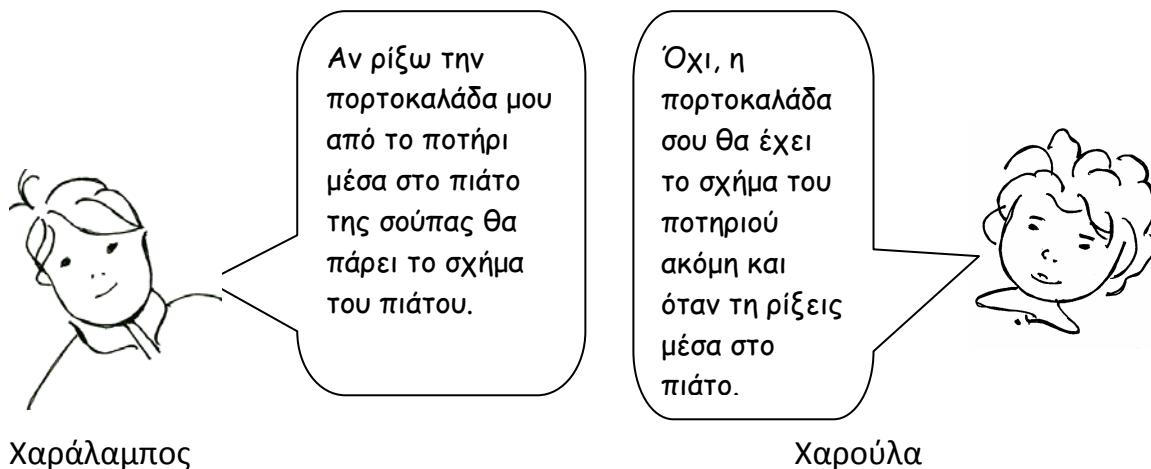 Αν ρίξω την
πορτοκαλάδα μου
από το ποτήρι
μέσα στο πιάτο
της σούπας θα
πάρει το σχήμα
του πιάτου.
Όχι, η
πορτοκαλάδα
σου θα έχει
το σχήμα του
ποτηριού
ακόμη και
όταν τη ρίξεις
μέσα στο
πιάτο.
Χαράλαμπος
Χαρούλα